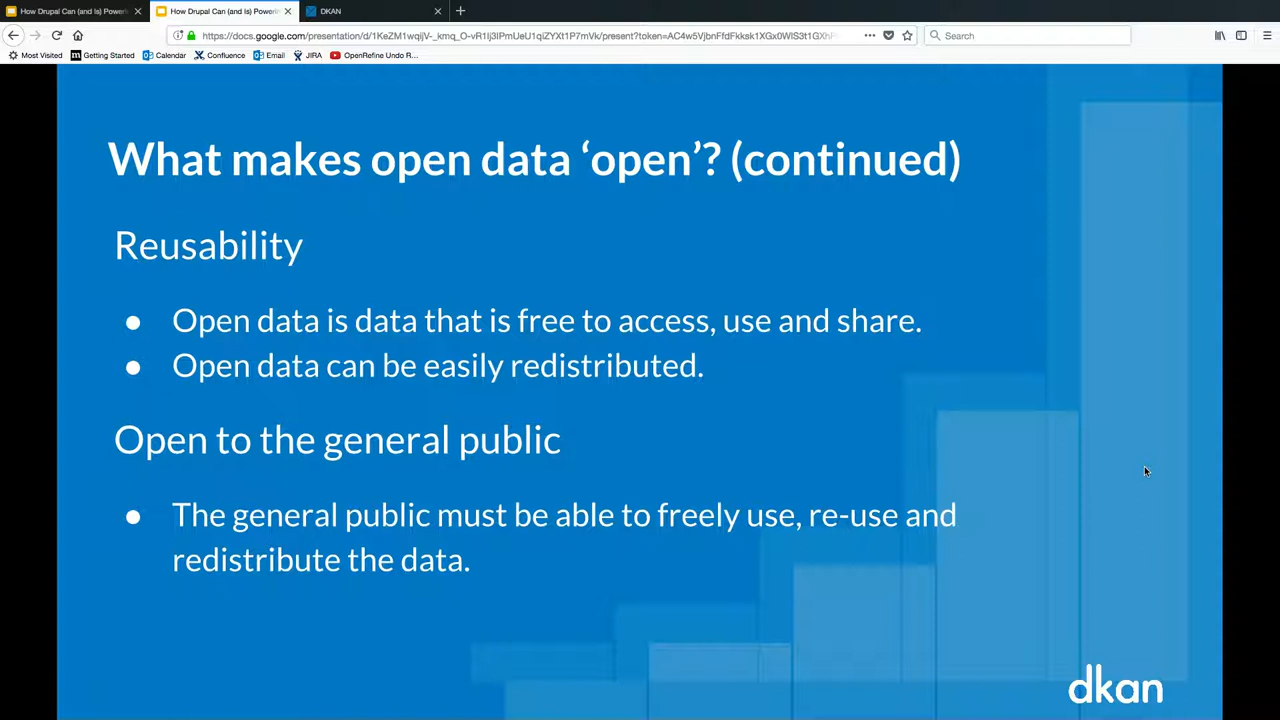 How Drupal Can (and Is) Powerin
How Drupal Can (and Is) Powerin
DKAN
Search
Most Visited
Getting Started
Calendar
Confluence
Email
JIRA
OpenRefine Undo R...
What makes open data ‘open’? (continued)
Reusability
● Open data is data that is free to access, use and share.
● Open data can be easily redistributed.
Open to the general public
● The general public must be able to freely use, re-use and
redistribute the data.
dkan